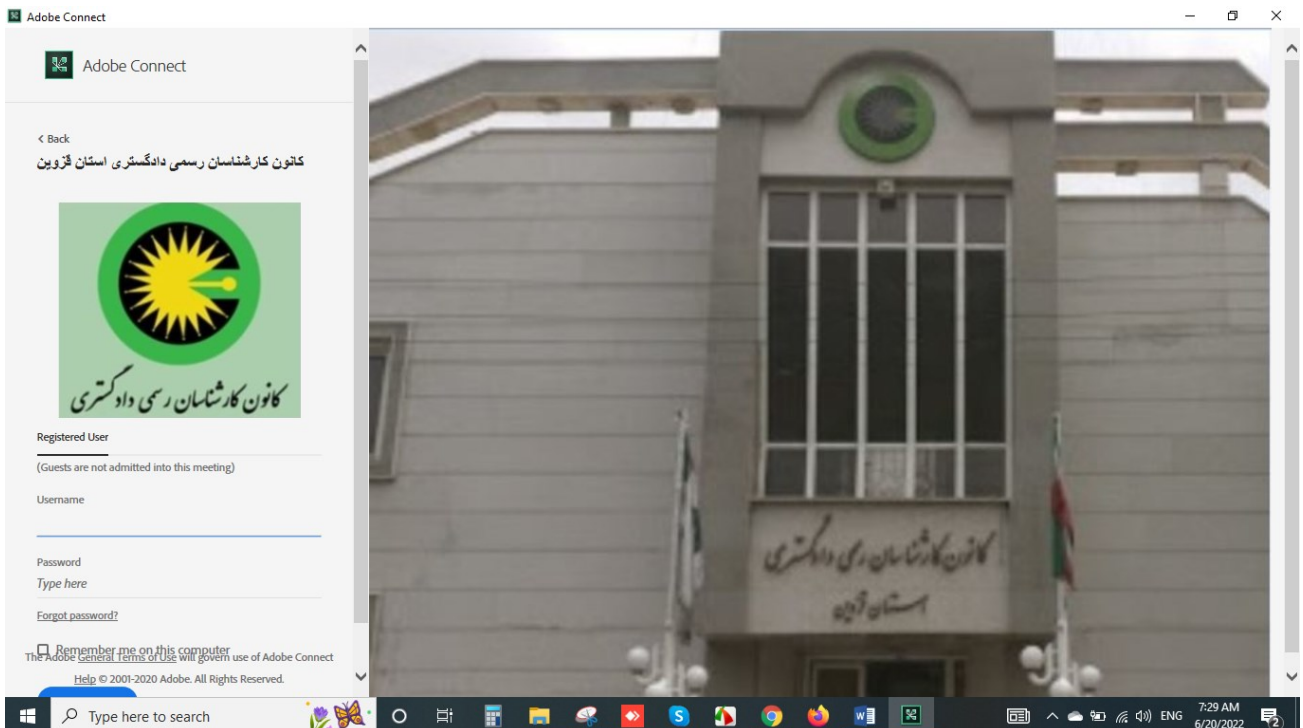 Adobe Connect
Adobe Connect
< Back
کانون کارشناسان رسمی دادگستری استان قزوین
کانون کارشناسان رسمی دادگستری
Registered User
(Guests are not admitted into this meeting)
Username
Password
Type here
Forgot password?
Remember me on this computer
The Adobe General Terms of Use will govern use of Adobe Connect
Help © 2001-2020 Adobe. All Rights Reserved.
کانون کارشناسان رسمی دادگستری
استان قزوین
Type here to search
ENG
7:29 AM
6/20/2022
2